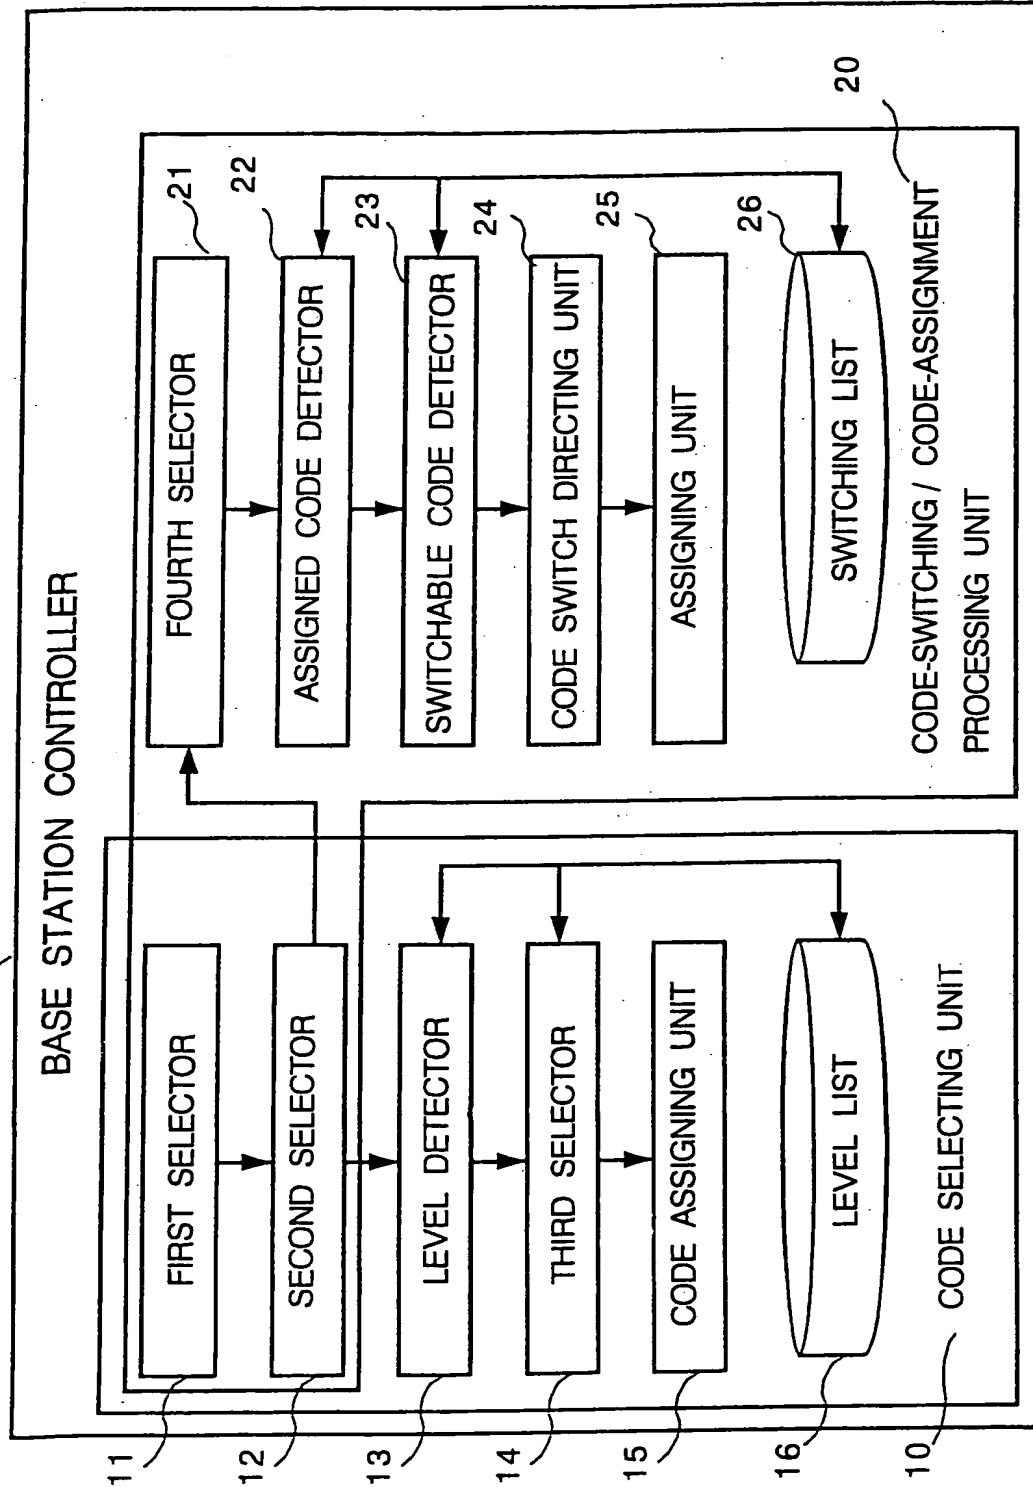 BASE STATION CONTROLLER
11
FIRST SELECTOR
12
SECOND SELECTOR
13
LEVEL DETECTOR
14
THIRD SELECTOR
15
CODE ASSIGNING UNIT
16
LEVEL LIST
10
CODE SELECTING UNIT
21
FOURTH SELECTOR
22
ASSIGNED CODE DETECTOR
23
SWITCHABLE CODE DETECTOR
24
CODE SWITCH DIRECTING UNIT
25
ASSIGNING UNIT
26
SWITCHING LIST
20
CODE-SWITCHING / CODE-ASSIGNMENT
PROCESSING UNIT